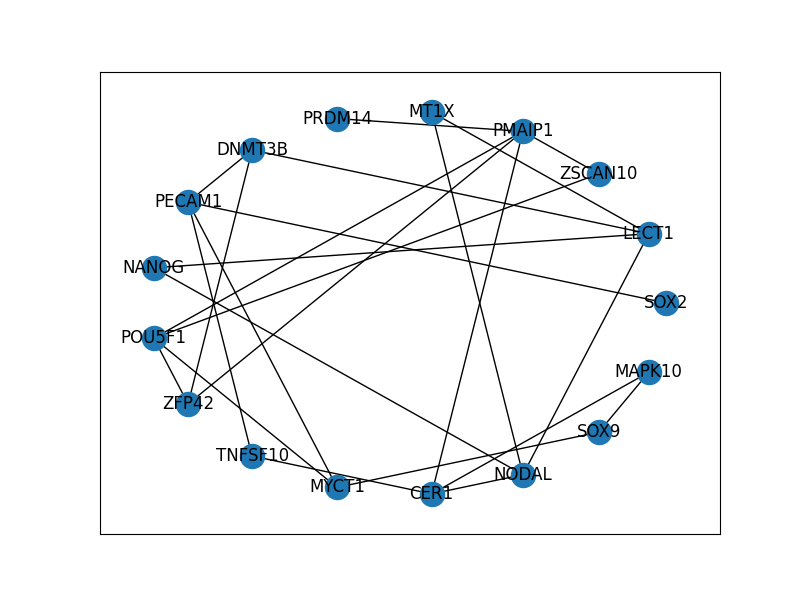 MT1X
PRDM14
PMAIP1
DNMT3B
ZSCAN10
PECAM1
LECT1
NANOG
SOX2
POU5F1
MAPK10
ZFP42
SOX9
TNFSF10
NODAL
MYCT1
CER1